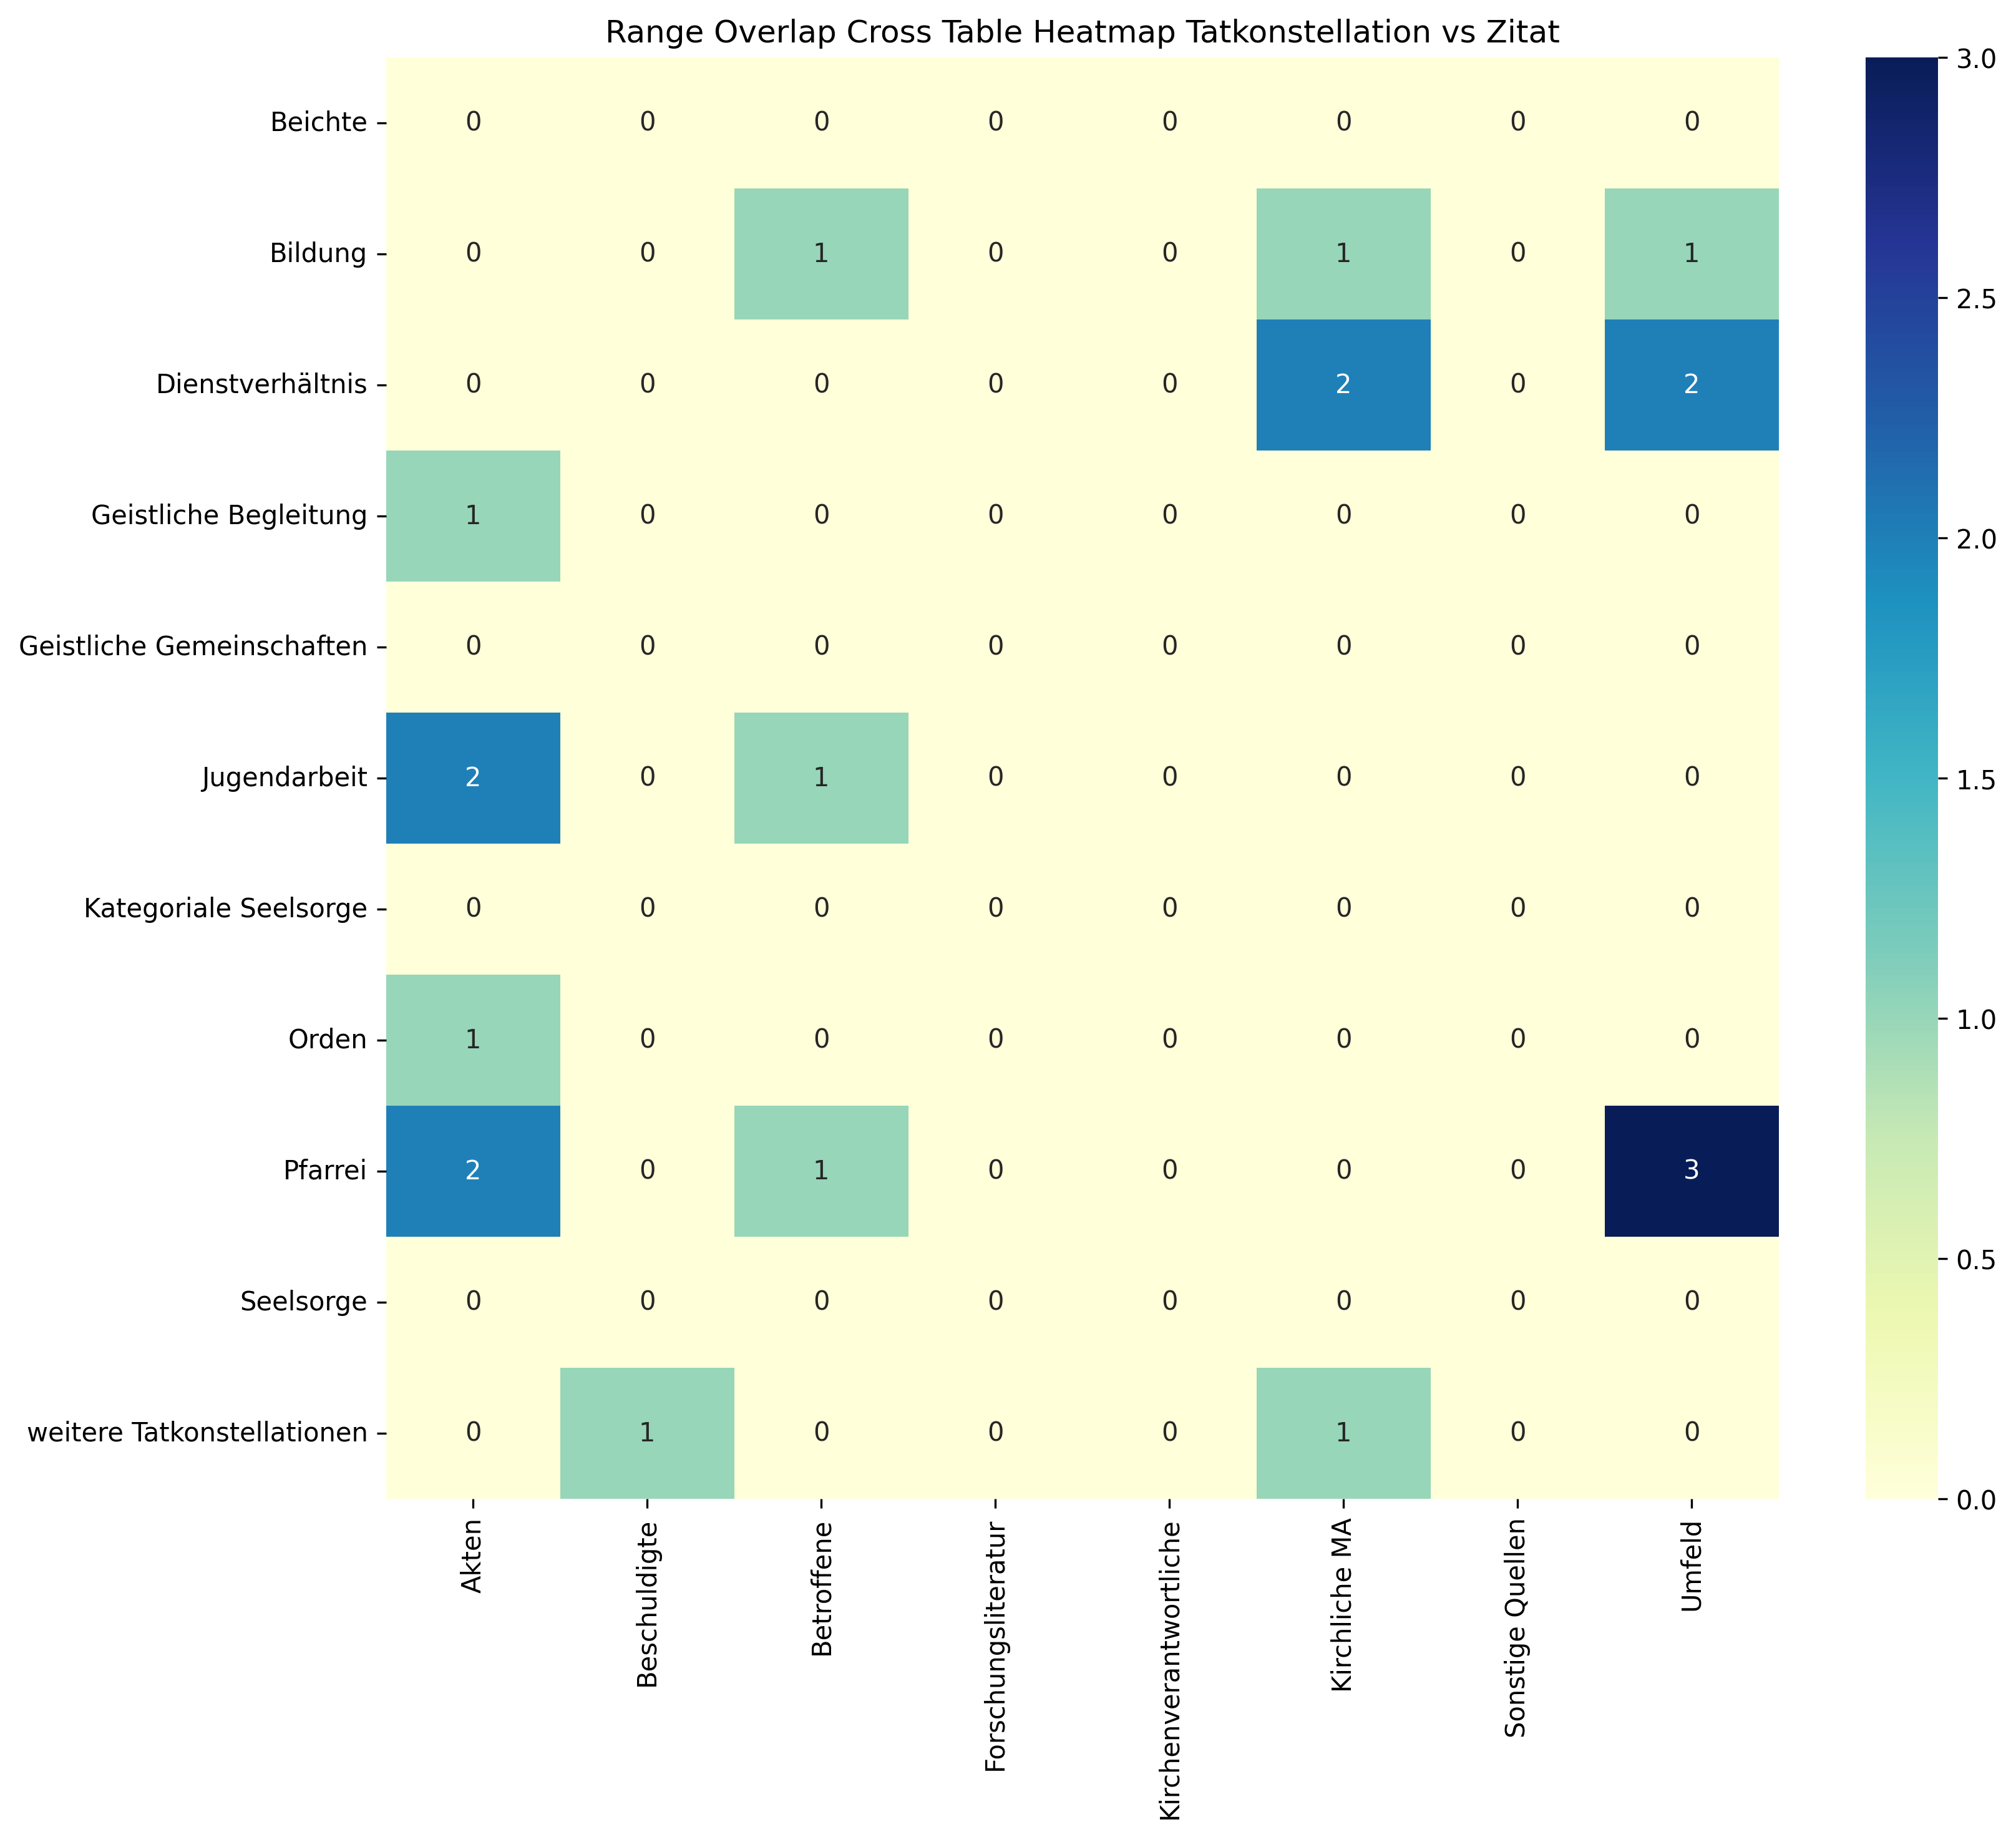 Range Overlap Cross Table Heatmap Tatkonstellation vs Zitat
Beichte 0 0 0 0 0 0 0 0
Bildung 0 0 1 0 0 1 0 1
Dienstverhältnis 0 0 0 0 0 2 0 2
Geistliche Begleitung 1 0 0 0 0 0 0 0
Geistliche Gemeinschaften 0 0 0 0 0 0 0 0
Jugendarbeit 2 0 1 0 0 0 0 0
Kategoriale Seelsorge 0 0 0 0 0 0 0 0
Orden 1 0 0 0 0 0 0 0
Pfarrei 2 0 1 0 0 0 0 3
Seelsorge 0 0 0 0 0 0 0 0
weitere Tatkonstellationen 0 1 0 0 0 1 0 0
Akten
Beschuldigte
Betroffene
Forschungsliteratur
Kirchenverantwortliche
Kirchliche MA
Sonstige Quellen
Umfeld
3.0
2.5
2.0
1.5
1.0
0.5
0.0